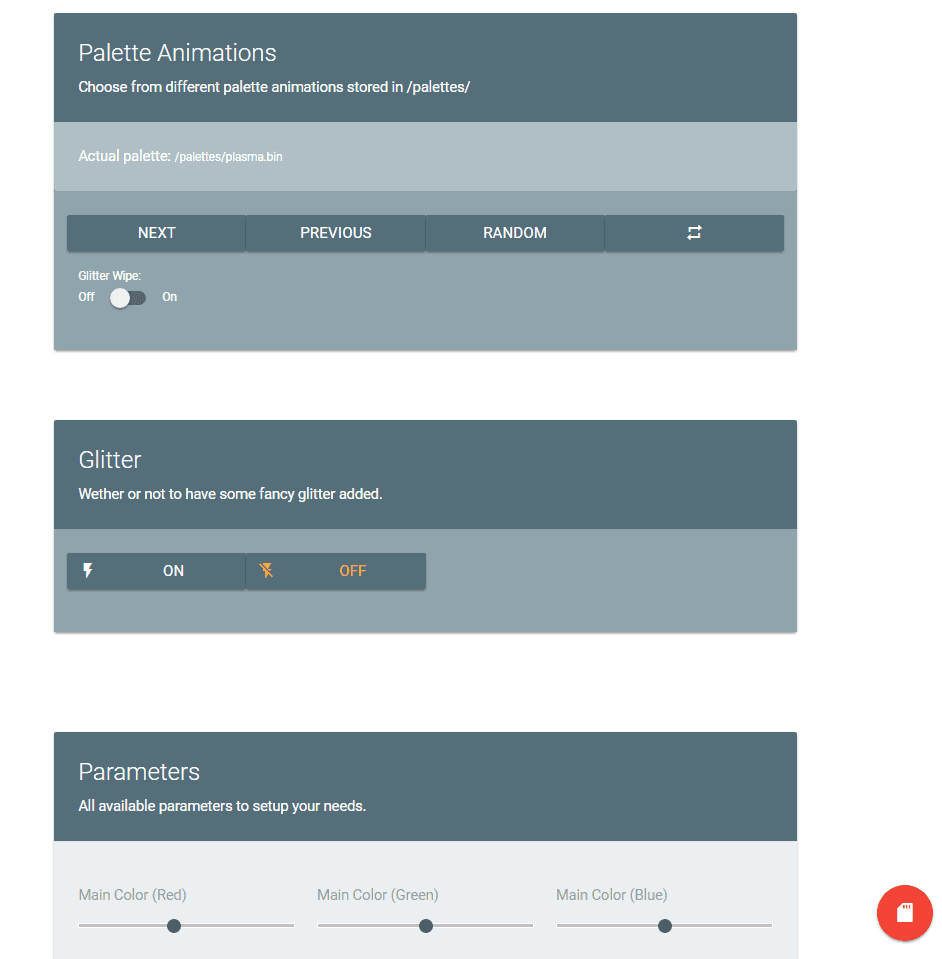 Palette Animations
Choose from different palette animations stored in /palettes/
Actual palette: /palettes/plasma.bin
NEXT PREVIOUS RANDOM
Glitter Wipe:
Off On
Glitter
Wether or not to have some fancy glitter added.
ON OFF
Parameters
All available parameters to setup your needs.
Main Color (Red) Main Color (Green) Main Color (Blue)